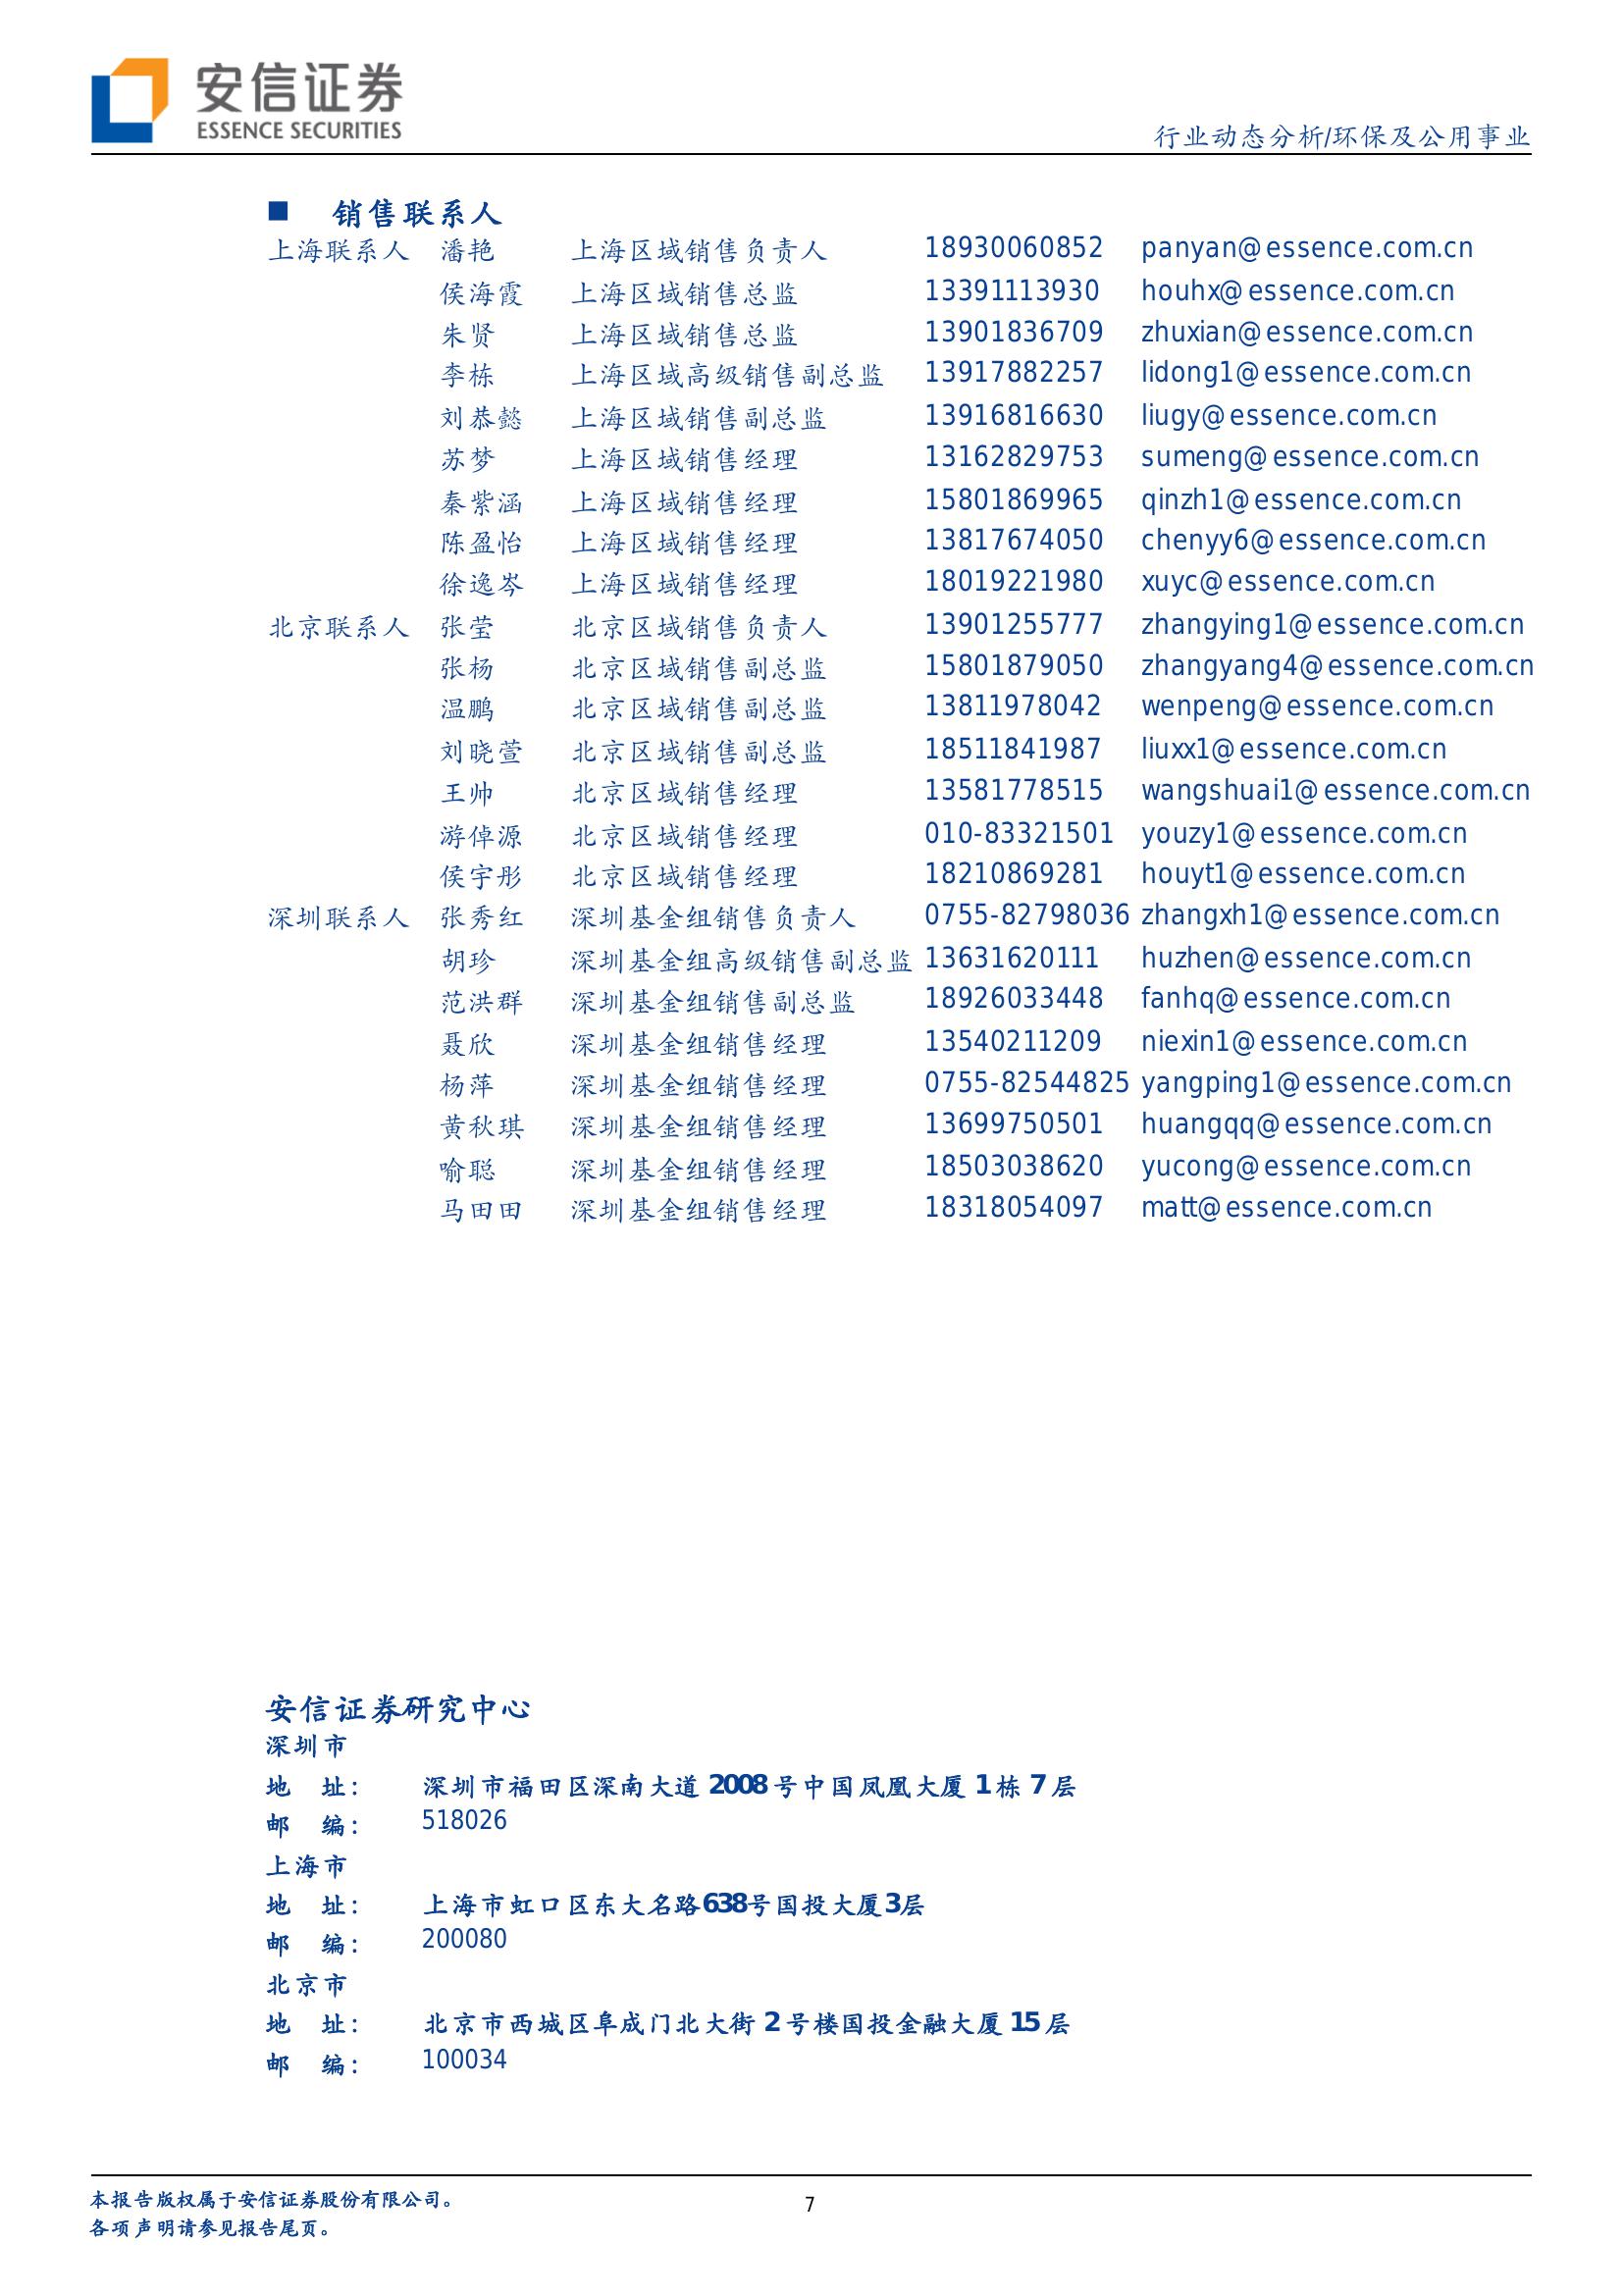 安信证券
ESSENCE SECURITIES
行业动态分析/环保及公用事业
■ 销售联系人
上海联系人 潘艳 上海区域销售负责人 18930060852 panyan@essence.com.cn
侯海霞 上海区域销售总监 13391113930 houhx@essence.com.cn
朱贤 上海区域销售总监 13901836709 zhuxian@essence.com.cn
李栋 上海区域高级销售副总监 13917882257 lidong1@essence.com.cn
刘恭懿 上海区域销售副总监 13916816630 liugy@essence.com.cn
苏梦 上海区域销售经理 13162829753 sumeng@essence.com.cn
秦紫涵 上海区域销售经理 15801869965 qinzh1@essence.com.cn
陈盈怡 上海区域销售经理 13817674050 chenyy6@essence.com.cn
徐逸岑 上海区域销售经理 18019221980 xuyc@essence.com.cn
北京联系人 张莹 北京区域销售负责人 13901255777 zhangying1@essence.com.cn
张杨 北京区域销售副总监 15801879050 zhangyang4@essence.com.cn
温鹏 北京区域销售副总监 13811978042 wenpeng@essence.com.cn
刘晓萱 北京区域销售副总监 18511841987 liuxx1@essence.com.cn
王帅 北京区域销售经理 13581778515 wangshuai1@essence.com.cn
游倬源 北京区域销售经理 010-83321501 youzy1@essence.com.cn
侯宇彤 北京区域销售经理 18210869281 houyt1@essence.com.cn
深圳联系人 张秀红 深圳基金组销售负责人 0755-82798036 zhangxh1@essence.com.cn
胡珍 深圳基金组高级销售副总监 13631620111 huzhen@essence.com.cn
范洪群 深圳基金组销售副总监 18926033448 fanhq@essence.com.cn
聂欣 深圳基金组销售经理 13540211209 niexin1@essence.com.cn
杨萍 深圳基金组销售经理 0755-82544825 yangping1@essence.com.cn
黄秋琪 深圳基金组销售经理 13699750501 huangqq@essence.com.cn
喻聪 深圳基金组销售经理 18503038620 yucong@essence.com.cn
马田田 深圳基金组销售经理 18318054097 matt@essence.com.cn
安信证券研究中心
深圳市
地 址： 深圳市福田区深南大道 2008 号中国凤凰大厦 1 栋 7 层
邮 编： 518026
上海市
地 址： 上海市虹口区东大名路638号国投大厦3层
邮 编： 200080
北京市
地 址： 北京市西城区阜成门北大街 2 号楼国投金融大厦 15 层
邮 编： 100034
本报告版权属于安信证券股份有限公司。
各项声明请参见报告尾页。
7